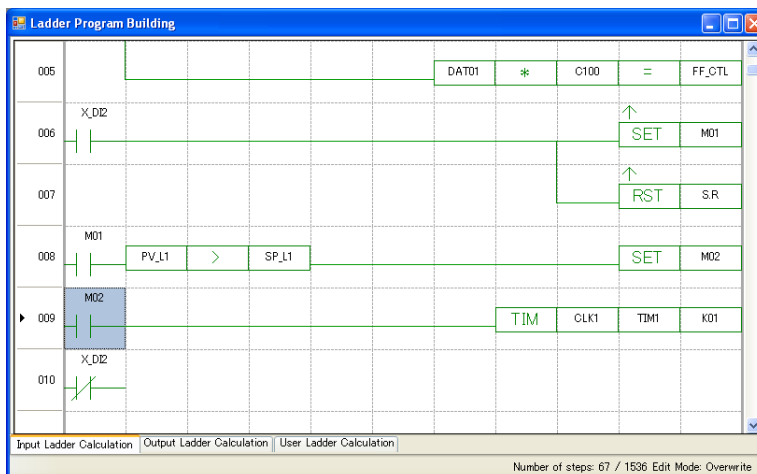 Ladder Program Building
005 DAT01 * C100 = FF_CTL
X_DI2
006 SET M01
007 RST S.R
M01
008 PV_L1 > SP_L1 SET M02
M02
009 TIM CLK1 TIM1 K01
X_DI2
010
Input Ladder Calculation Output Ladder Calculation User Ladder Calculation
Number of steps: 67 / 1536 Edit Mode: Overwrite